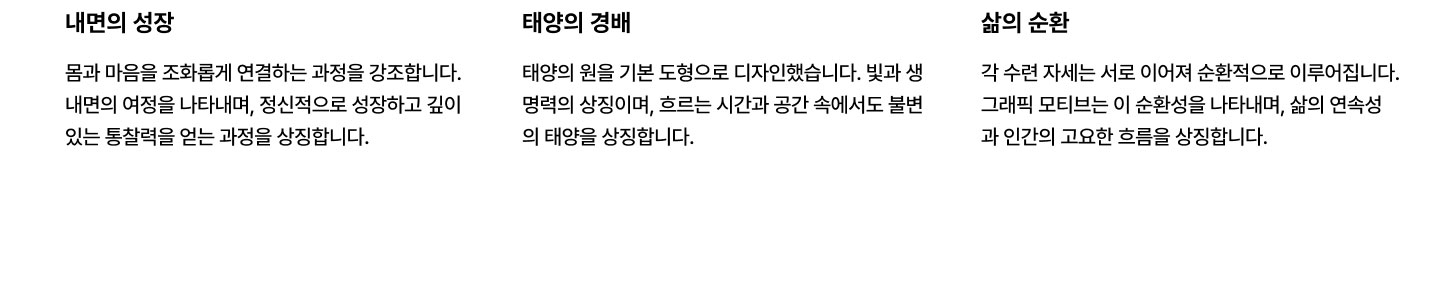 내면의 성장
몸과 마음을 조화롭게 연결하는 과정을 강조합니다.
내면의 여정을 나타내며, 정신적으로 성장하고 깊이
있는 통찰력을 얻는 과정을 상징합니다.
태양의 경배
태양의 원을 기본 도형으로 디자인했습니다. 빛과 생
명력의 상징이며, 흐르는 시간과 공간 속에서도 불변
의 태양을 상징합니다.
삶의 순환
각 수련 자세는 서로 이어져 순환적으로 이루어집니다.
그래픽 모티브는 이 순환성을 나타내며, 삶의 연속성
과 인간의 고요한 흐름을 상징합니다.